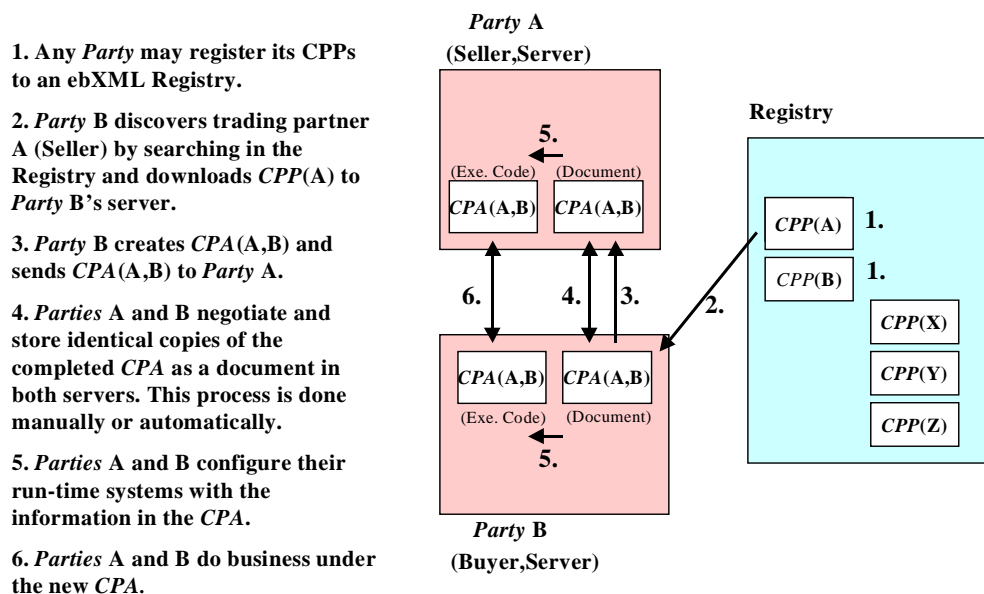 1. Any Party may register its CPPs
to an ebXML Registry.
2. Party B discovers trading partner
A (Seller) by searching in the
Registry and downloads CPP(A) to
Party B’s server.
3. Party B creates CPA(A,B) and
sends CPA(A,B) to Party A.
4. Parties A and B negotiate and
store identical copies of the
completed CPA as a document in
both servers. This process is done
manually or automatically.
5. Parties A and B configure their
run-time systems with the
information in the CPA.
6. Parties A and B do business under
the new CPA.
Party A
(Seller,Server)
5.
(Exe. Code) (Document)
CPA(A,B) CPA(A,B)
6. 4. 3. 2.
CPA(A,B) CPA(A,B)
(Exe. Code) (Document)
5.
Party B
(Buyer,Server)
Registry
CPP(A) 1.
CPP(B) 1.
CPP(X)
CPP(Y)
CPP(Z)